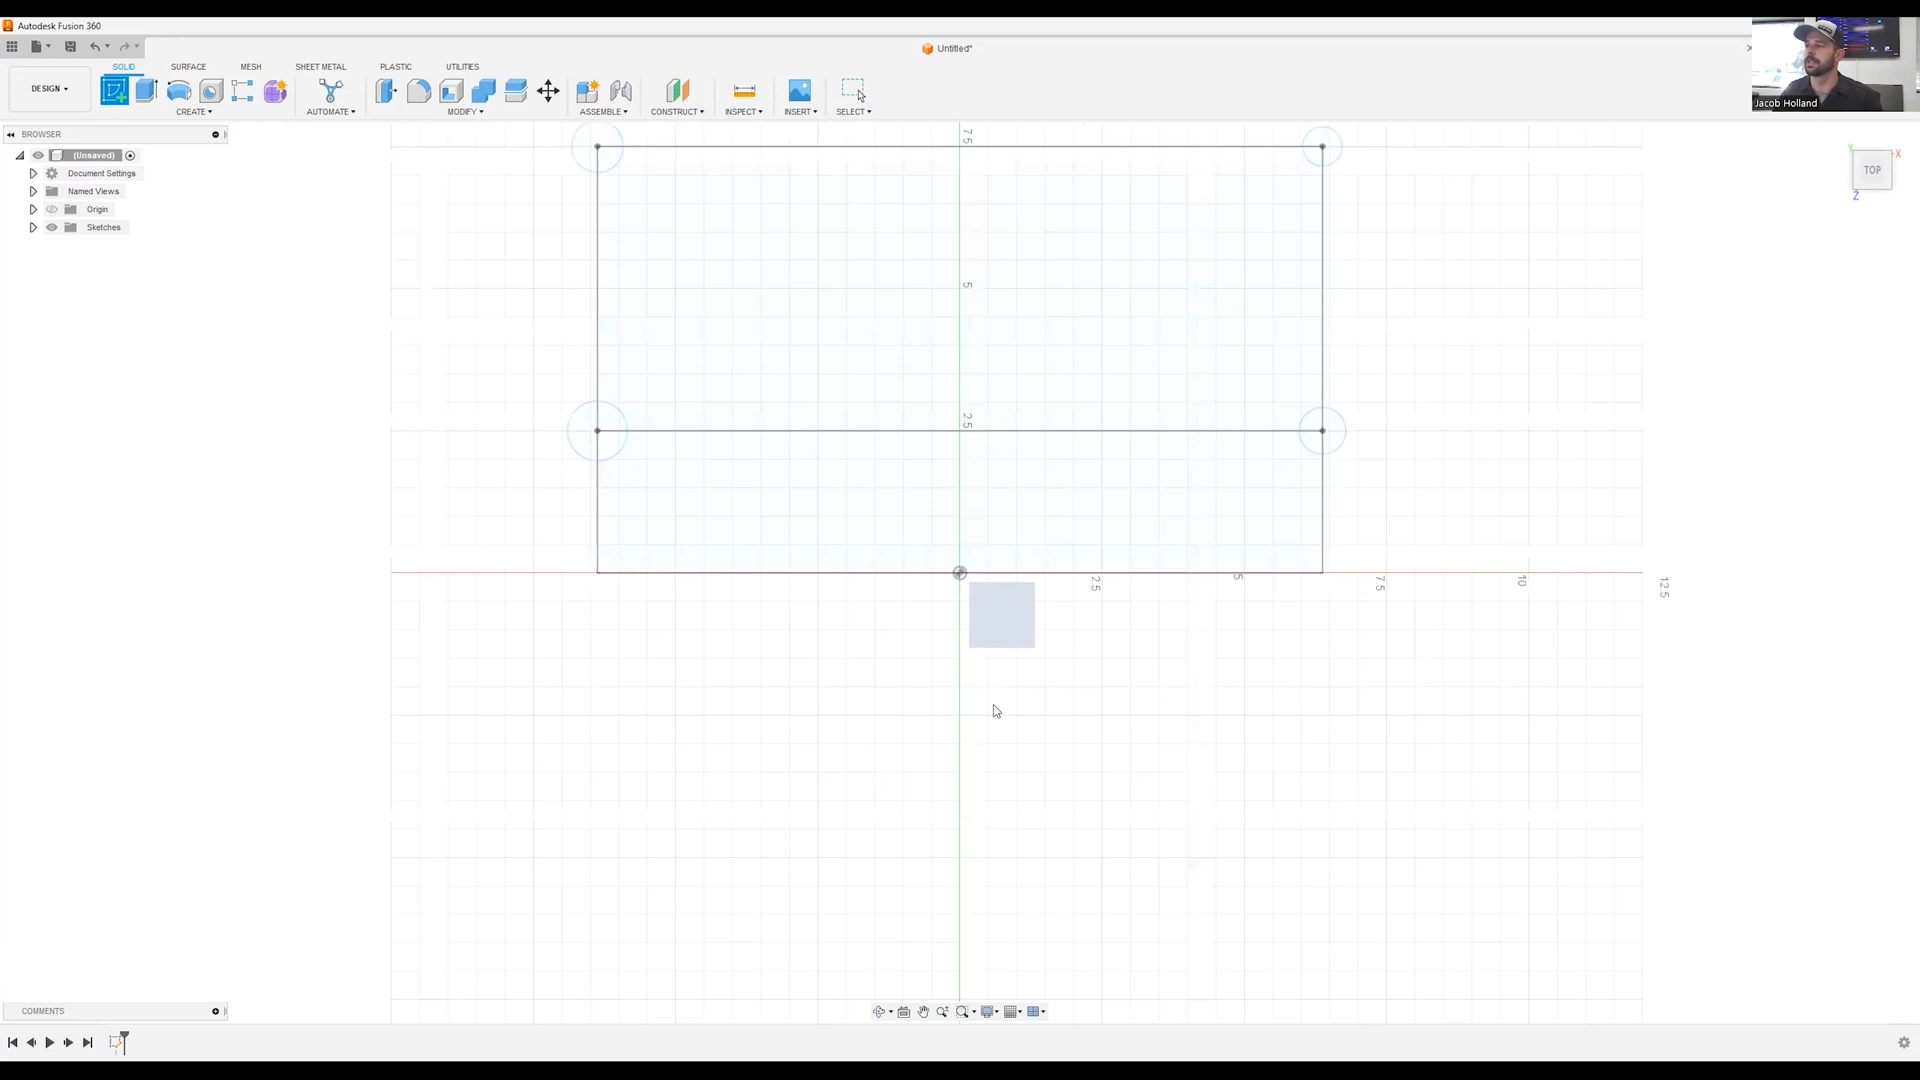 Autodesk Fusion 360
Untitled*
SOLID SURFACE MESH SHEET METAL PLASTIC UTILITIES
DESIGN
CREATE AUTOMATE MODIFY ASSEMBLE CONSTRUCT INSPECT INSERT SELECT
Jacob Holland
BROWSER
(Unsaved)
Document Settings
Named Views
Origin
Sketches
Y
X
TOP
Z
7.5
5
2.5
2.5
5
7.5
10
12.5
COMMENTS